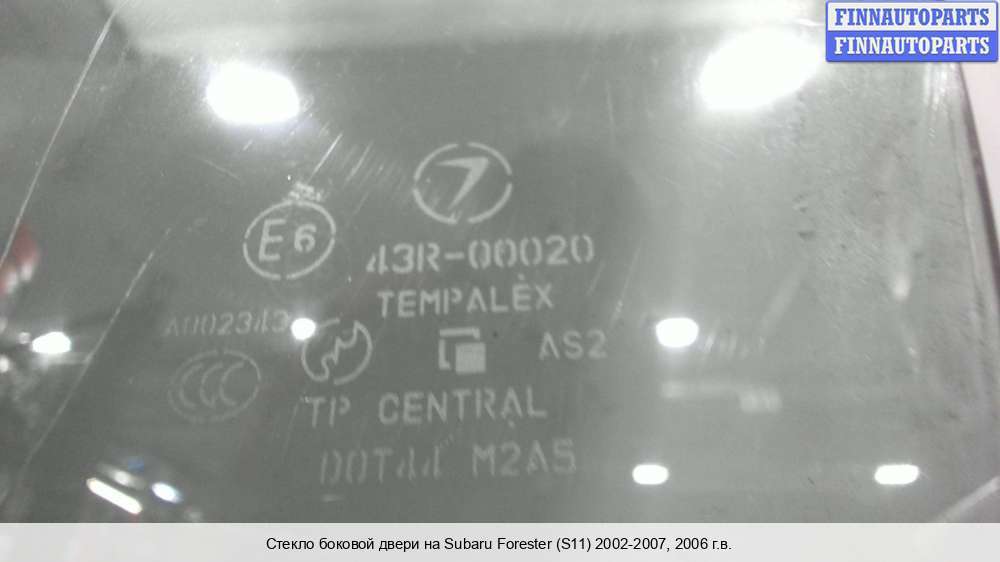 FINNAUTOPARTS
FINNAUTOPARTS
E6
43R-00020
TEMPALEX
A002343
AS2
CCC
TP CENTRAL
DOT44 M2A5
Стекло боковой двери на Subaru Forester (S11) 2002-2007, 2006 г.в.